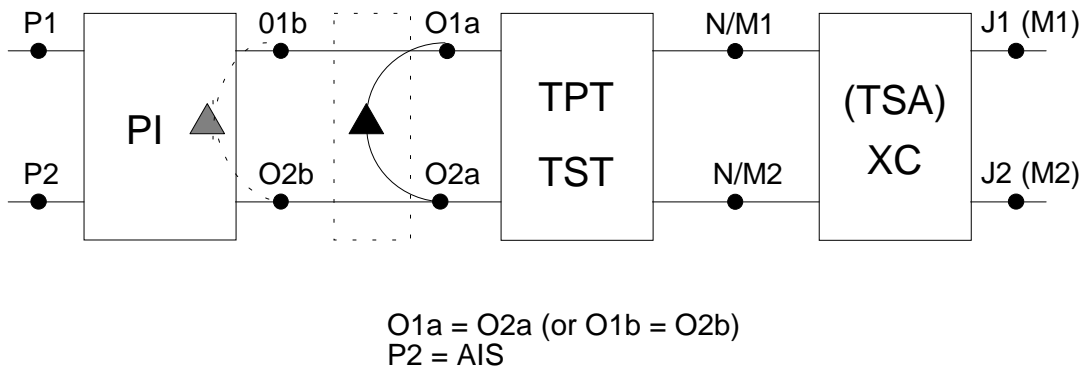 P1 01b O1a N/M1 J1 (M1)
PI TPT TST (TSA) XC
P2 O2b O2a N/M2 J2 (M2)
O1a = O2a (or O1b = O2b)
P2 = AIS